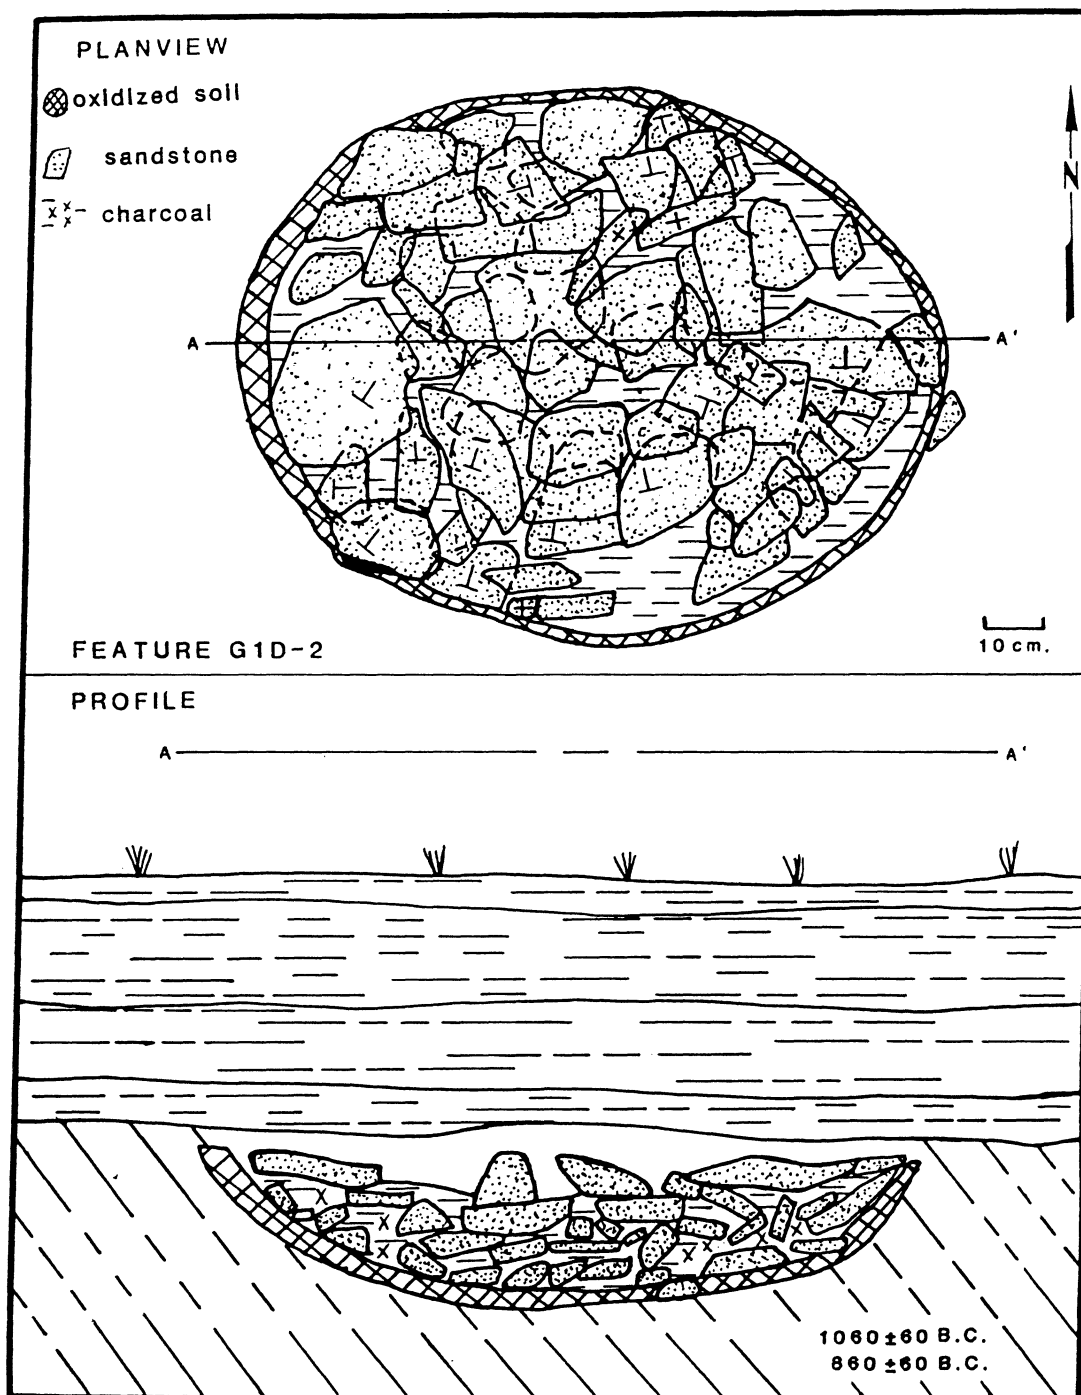 PLANVIEW
oxidized soil
sandstone
x x x x charcoal
N
A A'
10 cm.
FEATURE G1D-2
PROFILE
A A'
x
x
x
x
x
x
x
x
1060±60 B.C.
860±60 B.C.